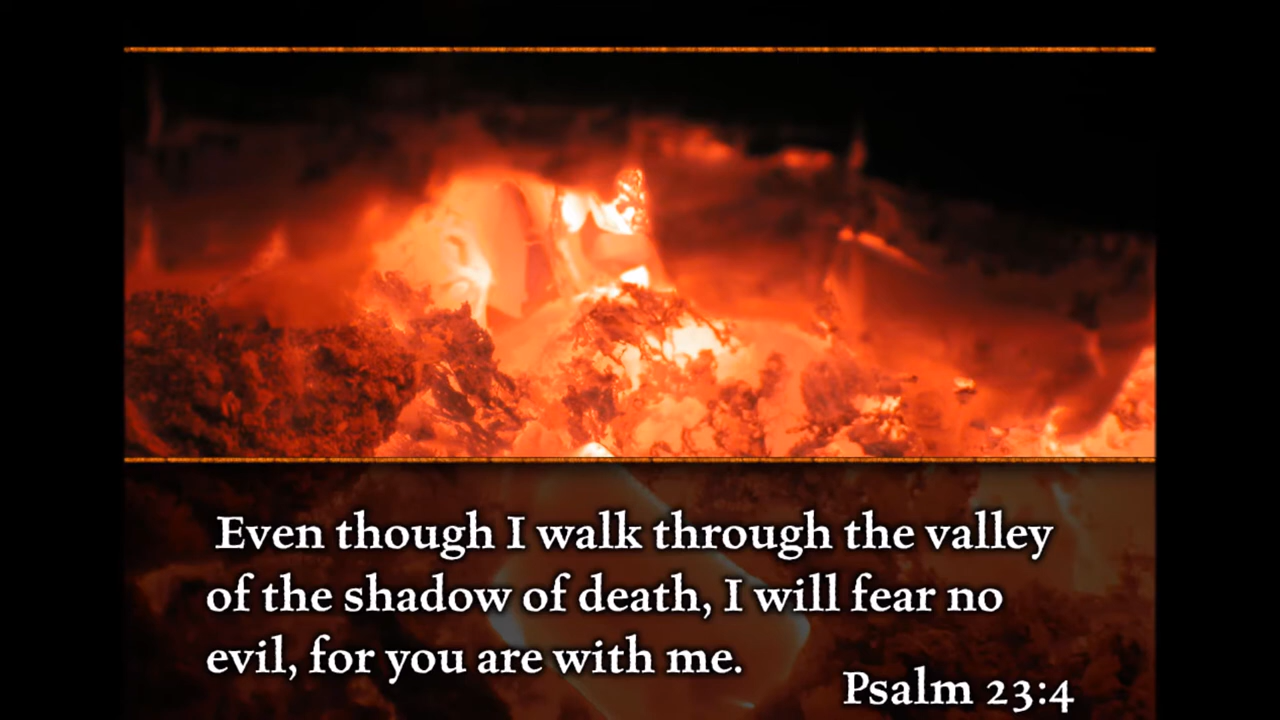 Even though I walk through the valley
of the shadow of death, I will fear no
evil, for you are with me.
Psalm 23:4